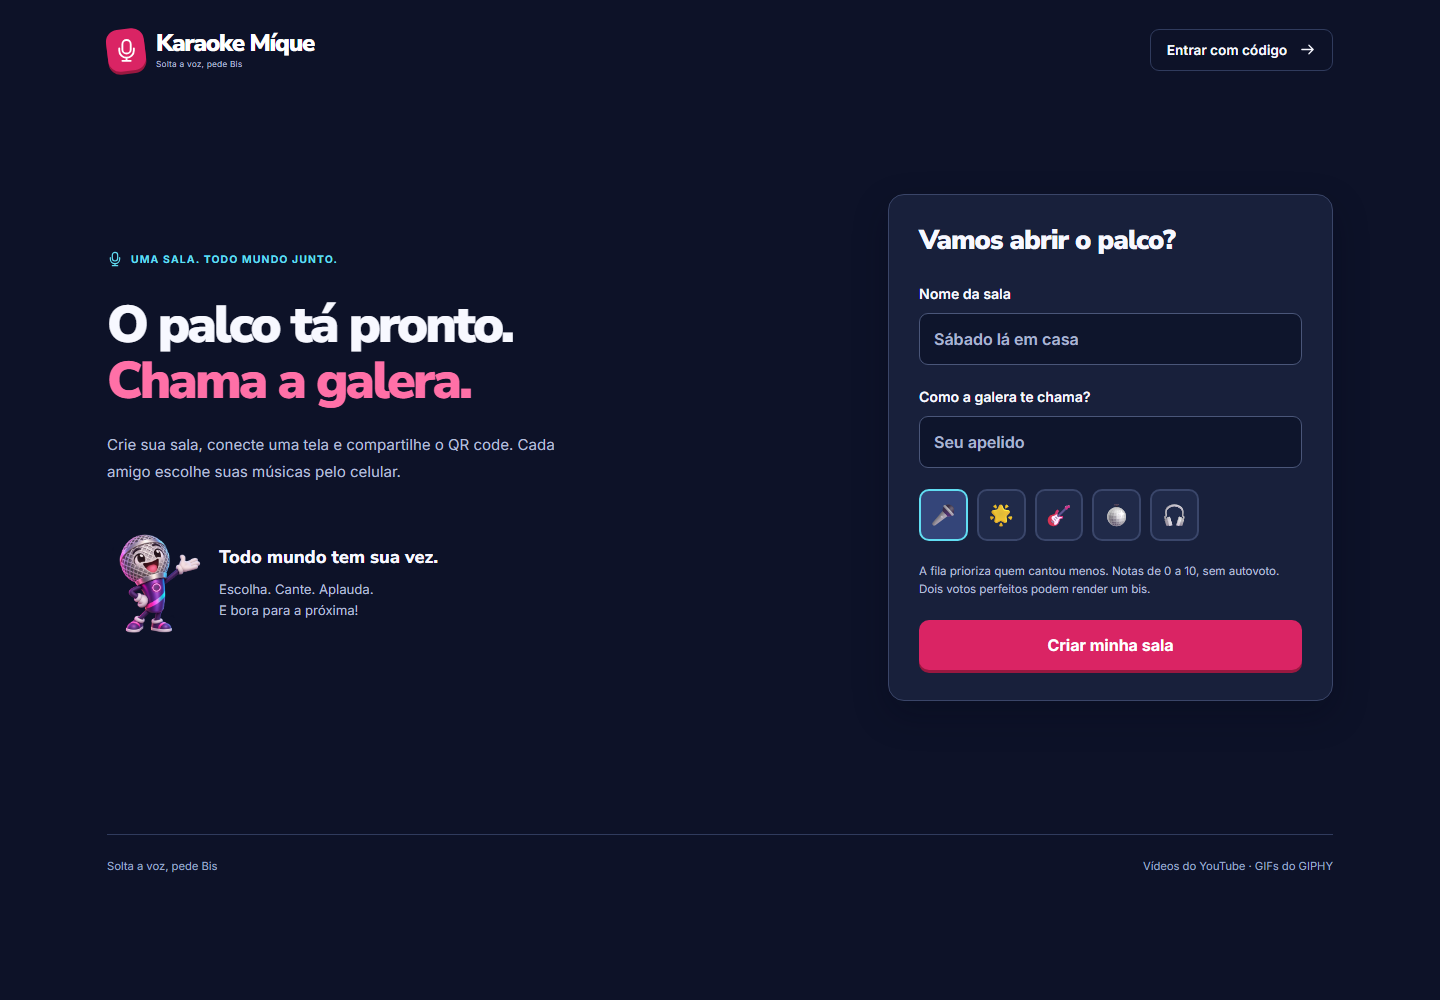 Karaoke Míque
Solta a voz, pede Bis
Entrar com código
UMA SALA. TODO MUNDO JUNTO.
O palco tá pronto.
Chama a galera.
Crie sua sala, conecte uma tela e compartilhe o QR code. Cada
amigo escolhe suas músicas pelo celular.
Todo mundo tem sua vez.
Escolha. Cante. Aplauda.
E bora para a próxima!
Vamos abrir o palco?
Nome da sala
Sábado lá em casa
Como a galera te chama?
Seu apelido
A fila prioriza quem cantou menos. Notas de 0 a 10, sem autovoto.
Dois votos perfeitos podem render um bis.
Criar minha sala
Solta a voz, pede Bis
Vídeos do YouTube · GIFs do GIPHY